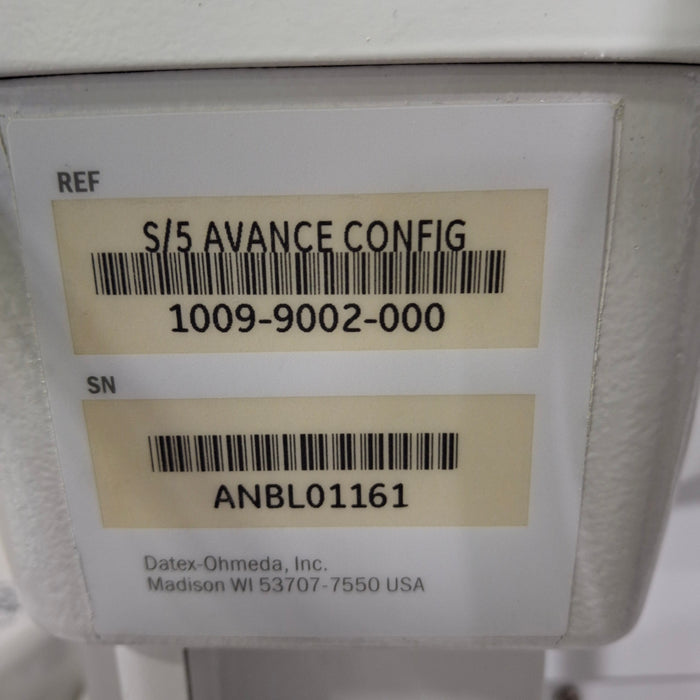 REF
S/5 AVANCE CONFIG
1009-9002-000
SN
ANBL01161
Datex-Ohmeda, Inc.
Madison WI 53707-7550 USA